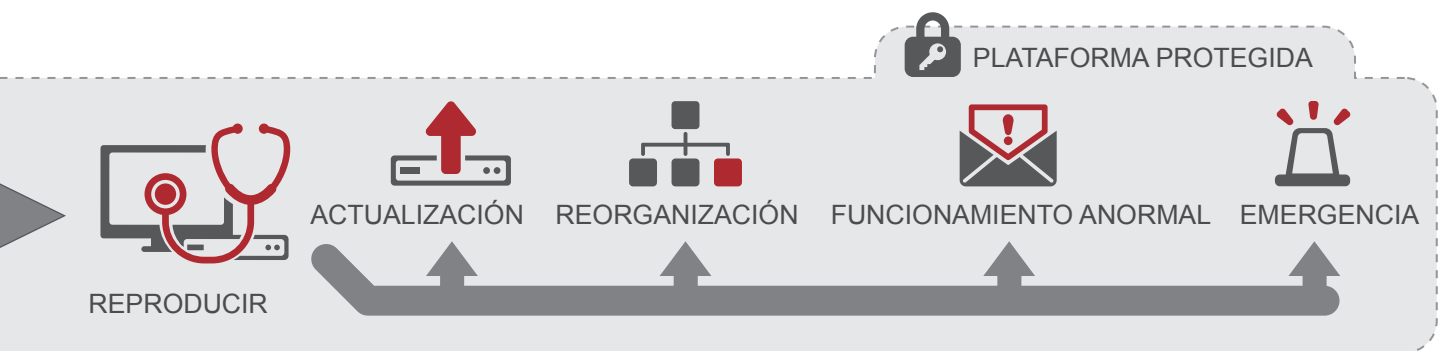 PLATAFORMA PROTEGIDA
ACTUALIZACIÓN
REORGANIZACIÓN
FUNCIONAMIENTO ANORMAL
EMERGENCIA
REPRODUCIR